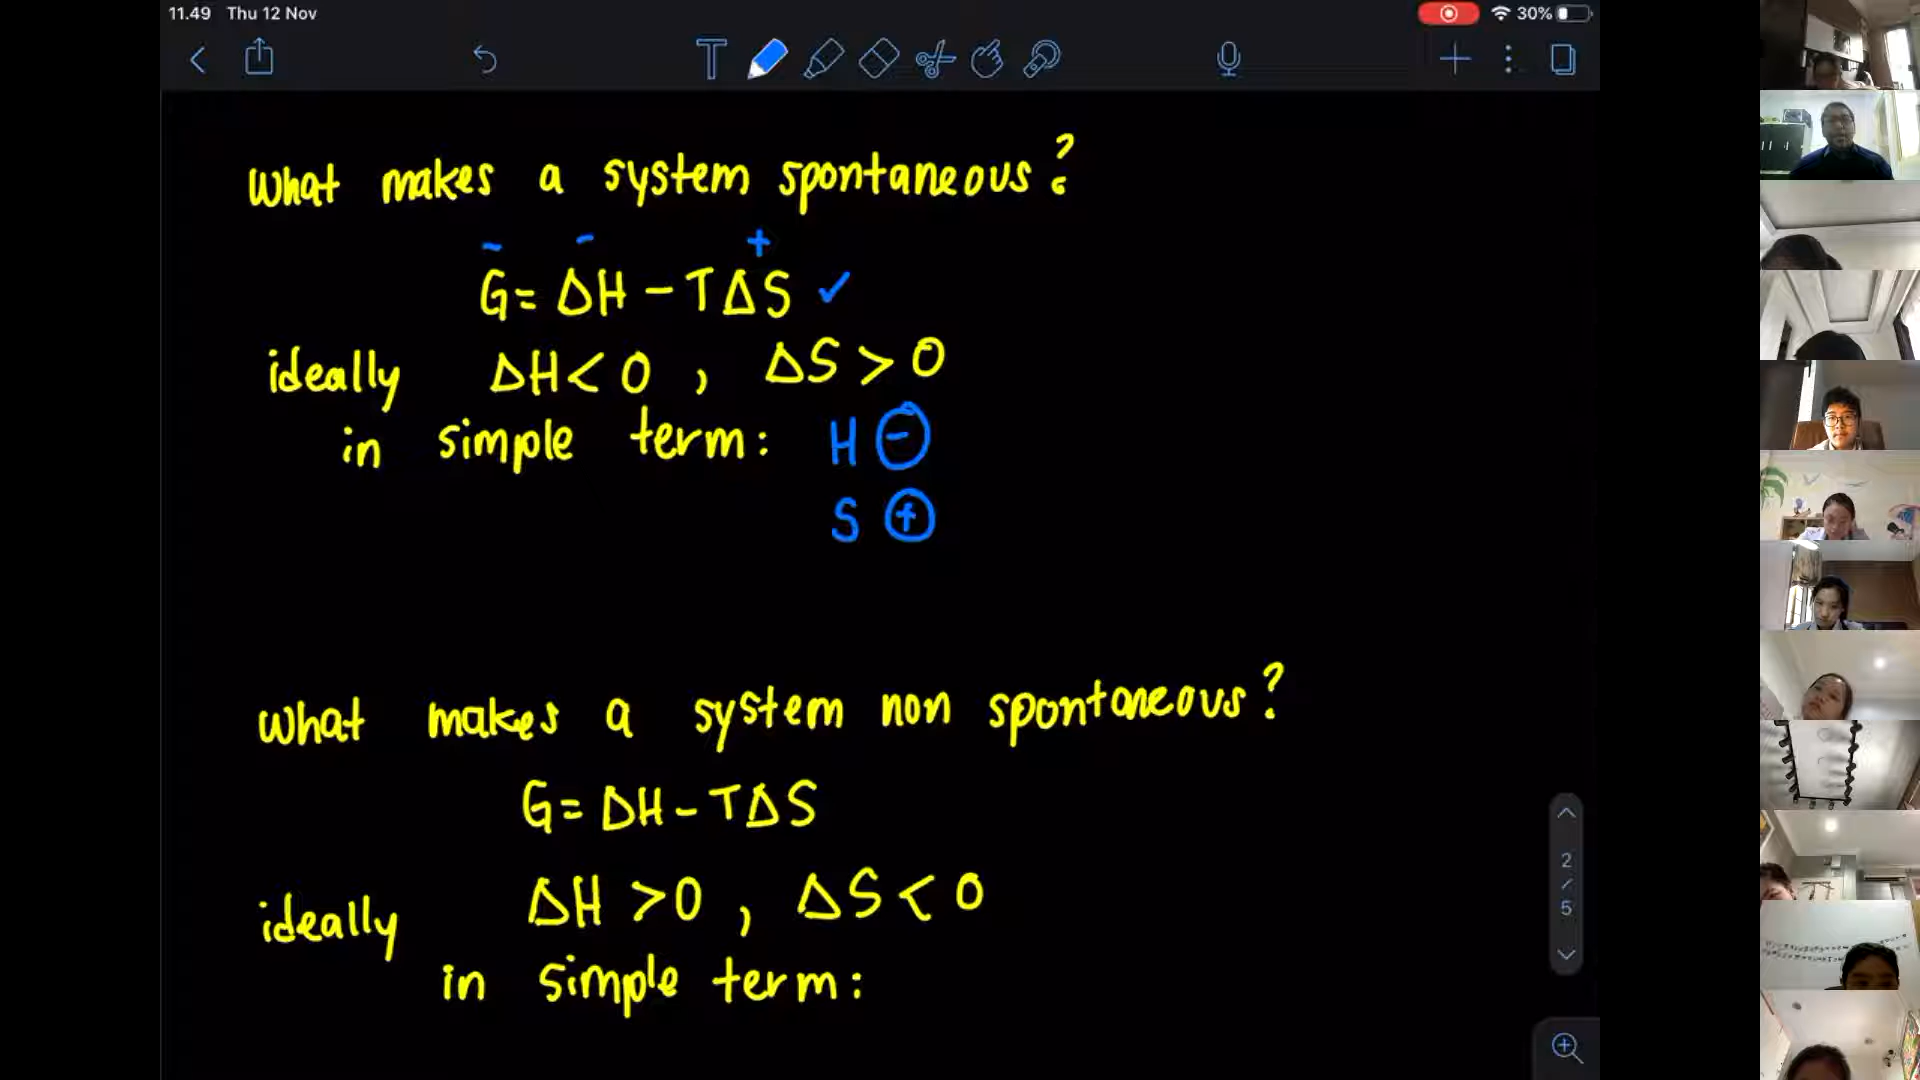 11.49 Thu 12 Nov
30%
What makes a system spontaneous?
- - +
G = ΔH - TΔS ✓
ideally ΔH < 0 , ΔS > 0
in simple term: H ⊖
S ⊕
What makes a system non spontaneous?
G = ΔH - TΔS
ideally ΔH > 0 , ΔS < 0
in simple term:
2
/
5